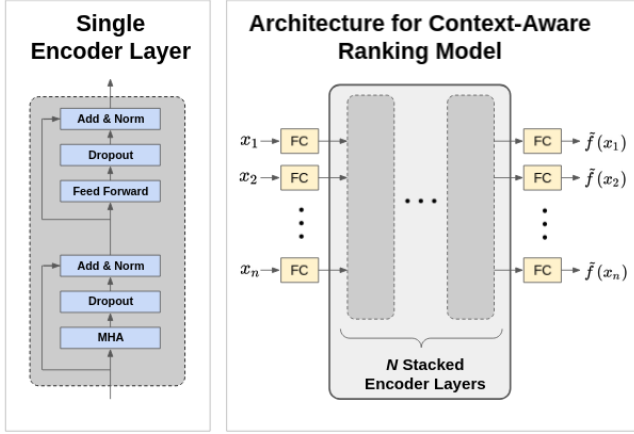 Single
Encoder Layer
Add & Norm
Dropout
Feed Forward
Add & Norm
Dropout
MHA
Architecture for Context-Aware
Ranking Model
x₁ FC FC f̃(x₁)
x₂ FC FC f̃(x₂)
xₙ FC FC f̃(xₙ)
N Stacked
Encoder Layers